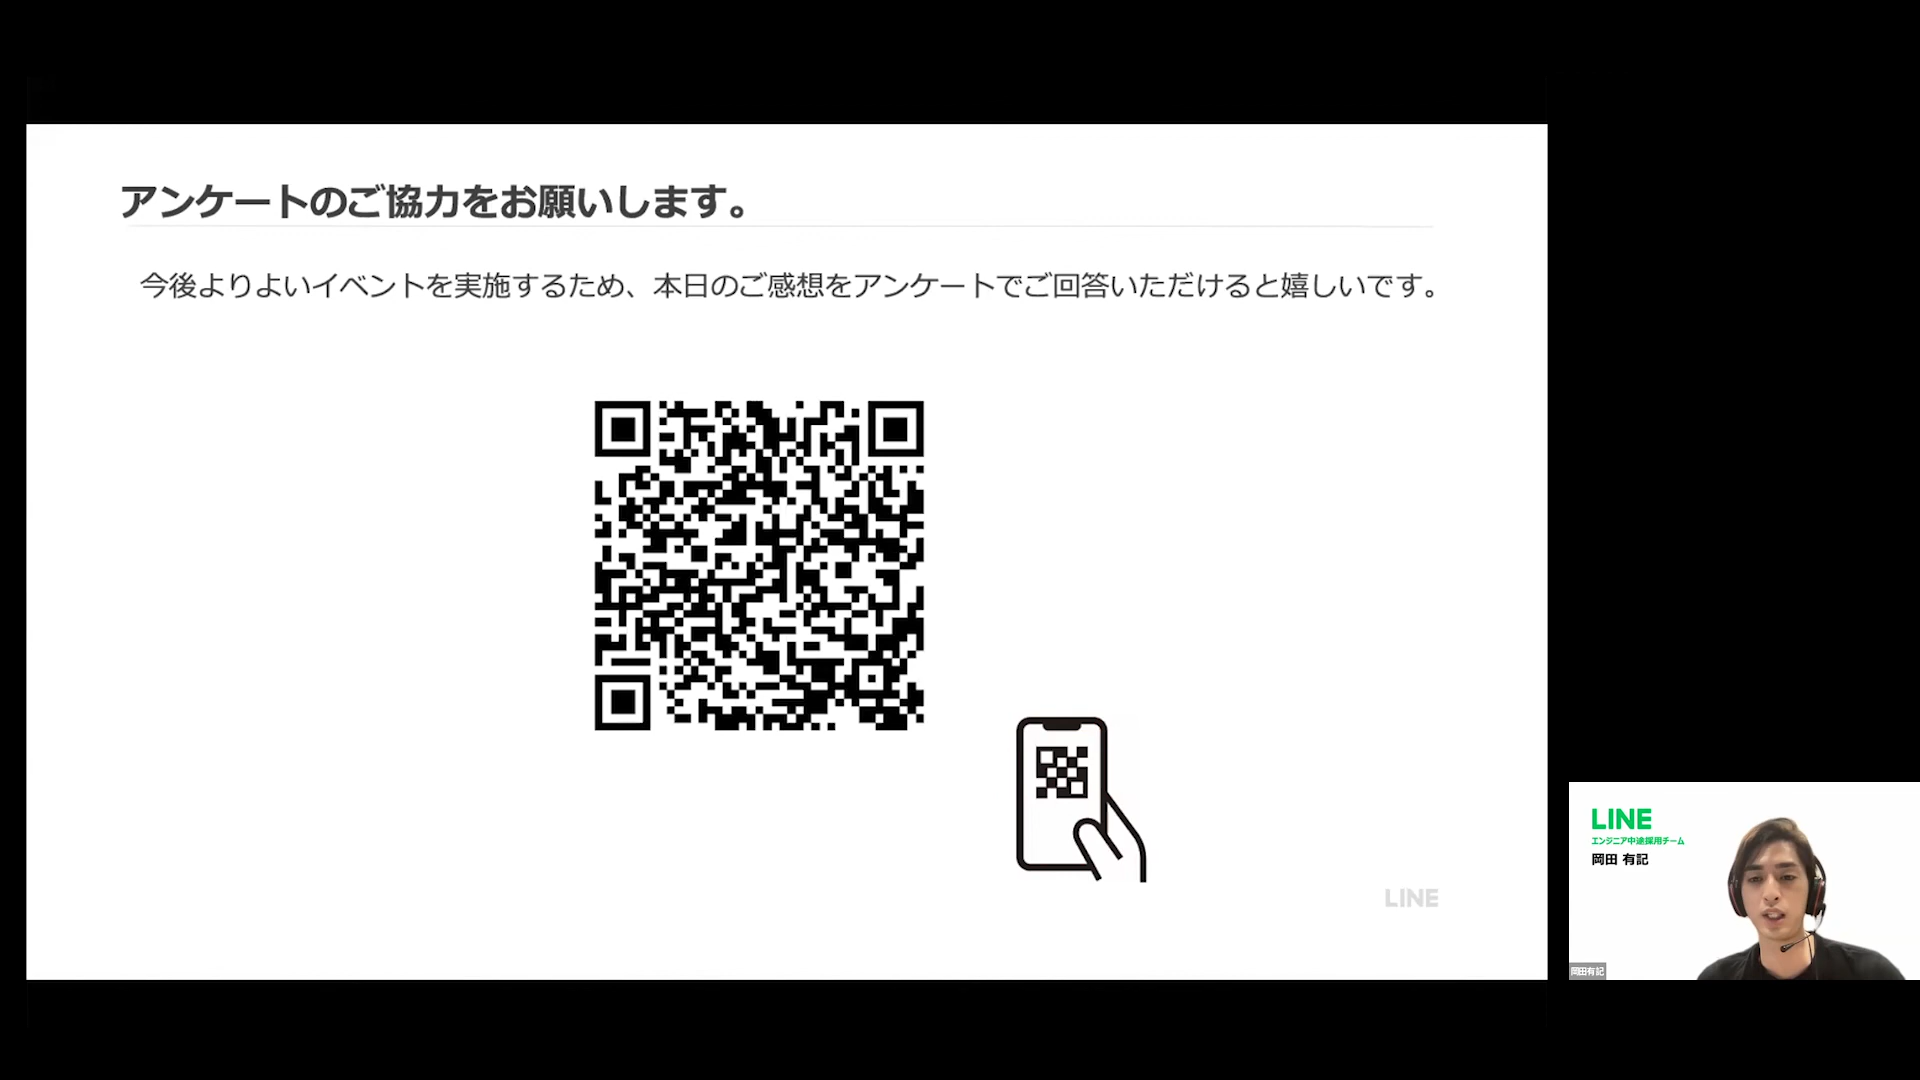 アンケートのご協力をお願いします。
今後よりよいイベントを実施するため、本日のご感想をアンケートでご回答いただけると嬉しいです。
LINE
LINE
エンジニア中途採用チーム
岡田 有記
岡田有記